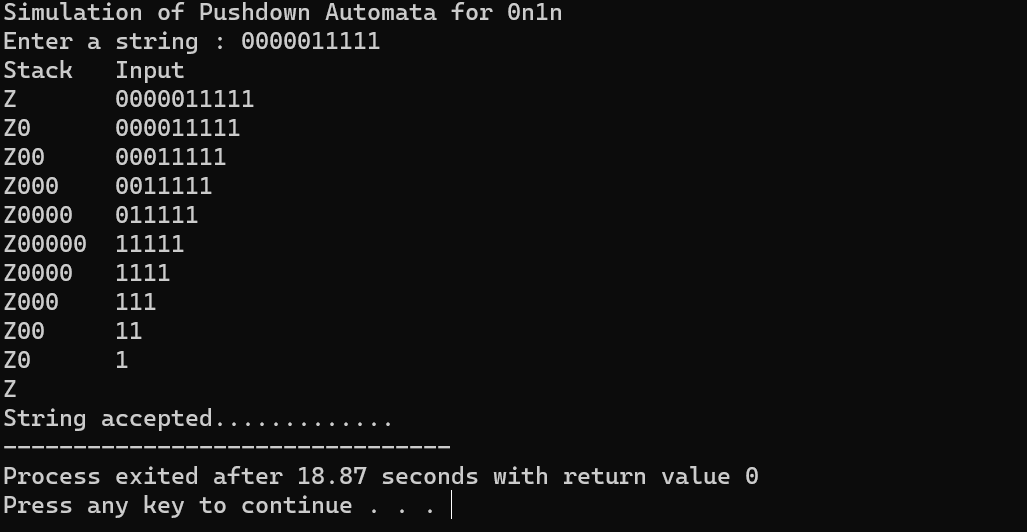 Simulation of Pushdown Automata for 0n1n
Enter a string : 0000011111
Stack   Input
Z       0000011111
Z0      000011111
Z00     00011111
Z000    0011111
Z0000   011111
Z00000  11111
Z0000   1111
Z000    111
Z00     11
Z0      1
Z
String accepted.............
--------------------------------
Process exited after 18.87 seconds with return value 0
Press any key to continue . . .